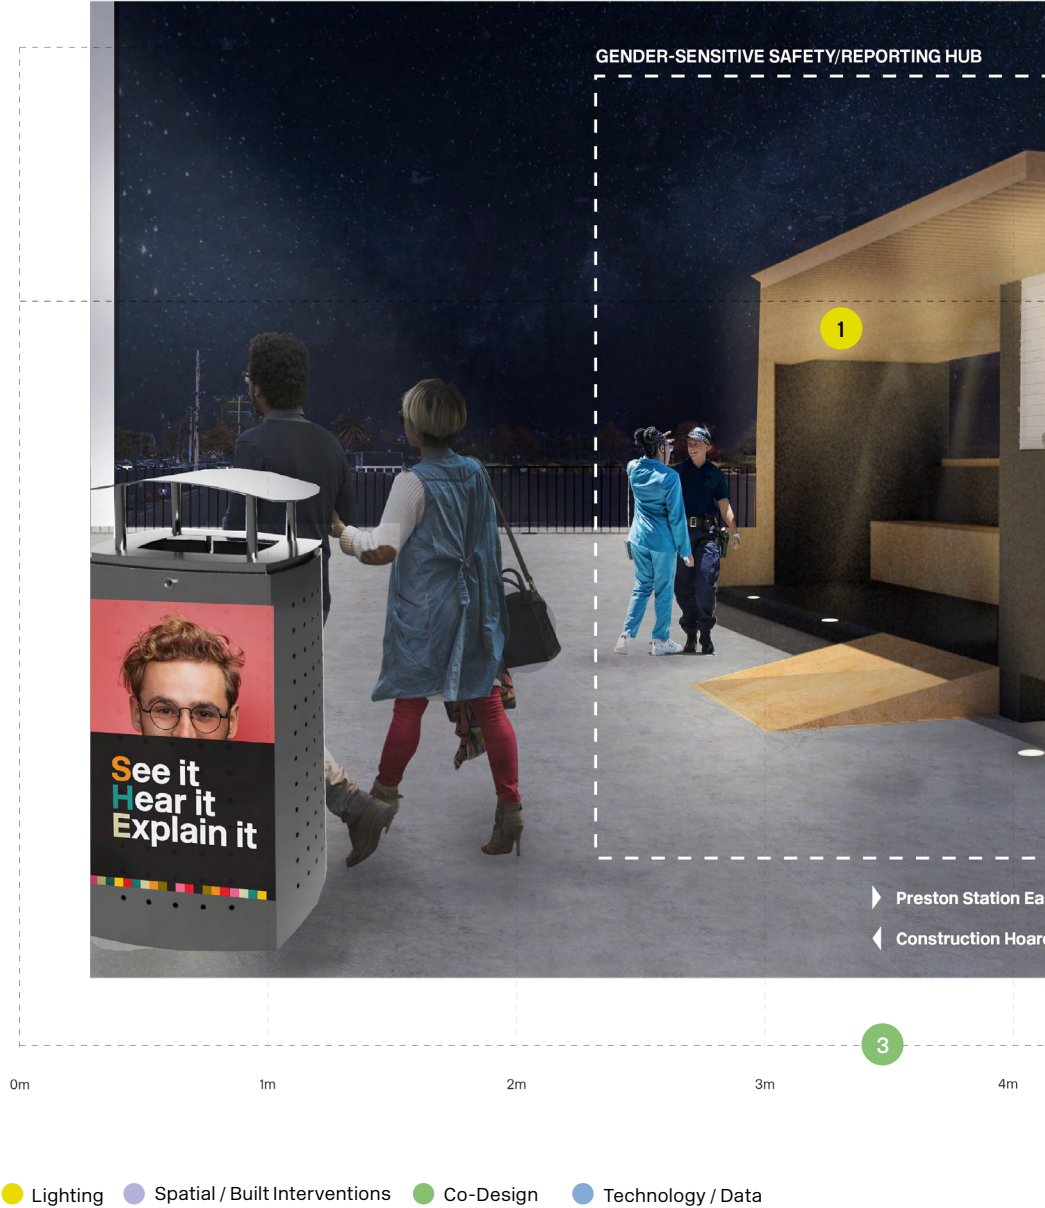 GENDER-SENSITIVE SAFETY/REPORTING HUB
1
See it
Hear it
Explain it
Preston Station Ea
Construction Hoar
3
0m
1m
2m
3m
4m
Lighting
Spatial / Built Interventions
Co-Design
Technology / Data